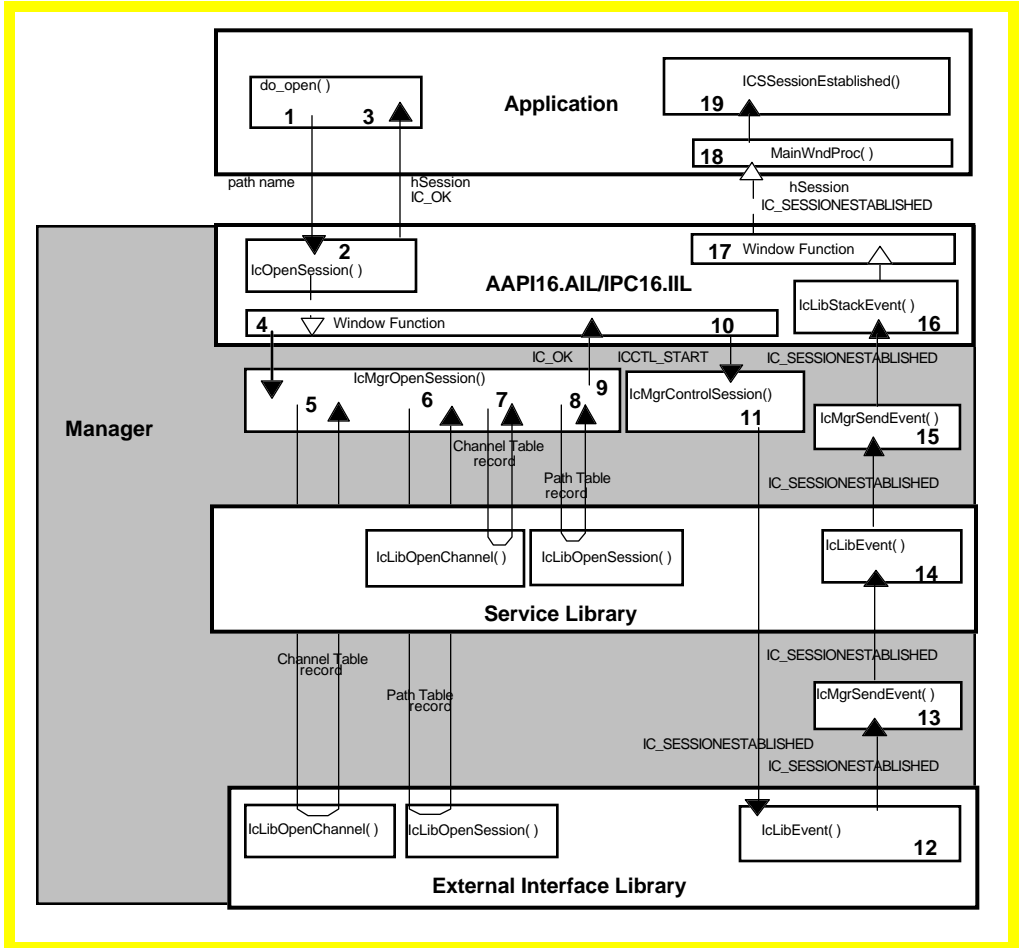 do_open( )
1
3
Application
ICSSessionEstablished()
19
18
MainWndProc( )
path name
hSession
IC_OK
hSession
IC_SESSIONESTABLISHED
2
IcOpenSession( )
AAPI16.AIL/IPC16.IIL
17
Window Function
IcLibStackEvent( )
16
4
Window Function
10
IC_OK
ICCTL_START
IC_SESSIONESTABLISHED
IcMgrOpenSession()
5
6
7
8
9
IcMgrControlSession()
11
IcMgrSendEvent( )
15
Manager
Channel Table
record
Path Table
record
IC_SESSIONESTABLISHED
IcLibOpenChannel( )
IcLibOpenSession( )
IcLibEvent( )
14
Service Library
Channel Table
record
Path Table
record
IC_SESSIONESTABLISHED
IcMgrSendEvent( )
13
IC_SESSIONESTABLISHED
IC_SESSIONESTABLISHED
IcLibOpenChannel( )
IcLibOpenSession( )
IcLibEvent( )
12
External Interface Library